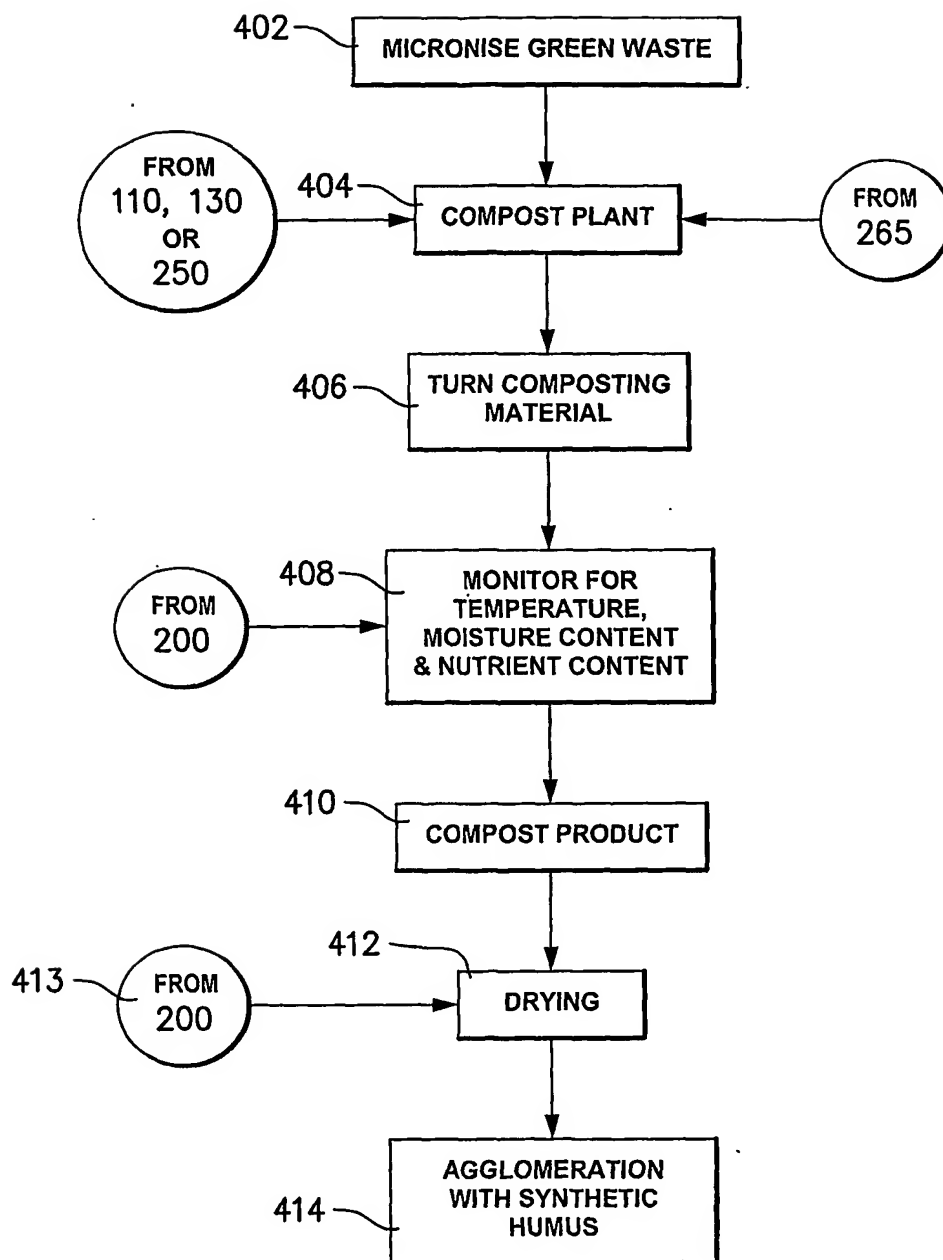 402
MICRONISE GREEN WASTE
FROM
110, 130
OR
250
404
COMPOST PLANT
FROM
265
406
TURN COMPOSTING
MATERIAL
FROM
200
408
MONITOR FOR
TEMPERATURE,
MOISTURE CONTENT
& NUTRIENT CONTENT
410
COMPOST PRODUCT
413
FROM
200
412
DRYING
414
AGGLOMERATION
WITH SYNTHETIC
HUMUS